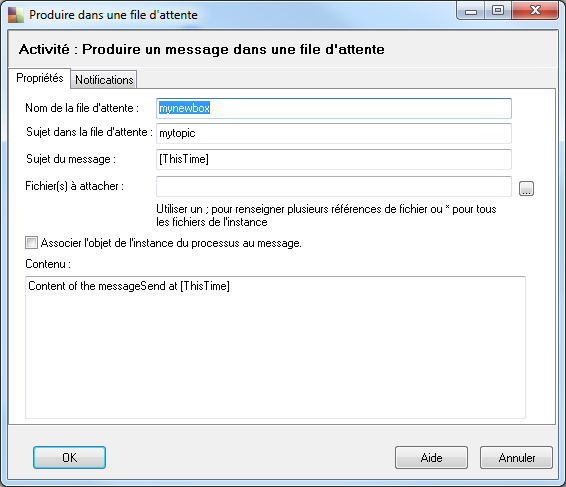 Produire dans une file d'attente
Activité : Produire un message dans une file d'attente
Propriétés Notifications
Nom de la file d'attente : mynewbox
Sujet dans la file d'attente : mytopic
Sujet du message : [ThisTime]
Fichier(s) à attacher : ...
Utiliser un ; pour renseigner plusieurs références de fichier ou * pour tous
les fichiers de l'instance
Associer l'objet de l'instance du processus au message.
Contenu :
Content of the messageSend at [ThisTime]
OK Aide Annuler